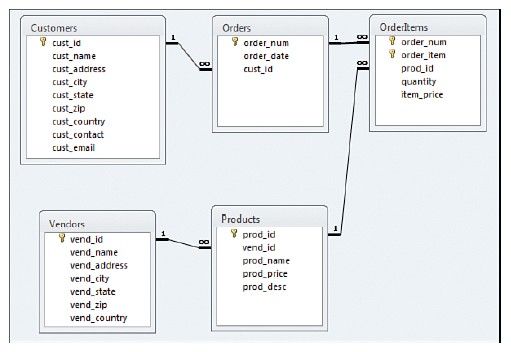 Customers
cust_id
cust_name
cust_address
cust_city
cust_state
cust_zip
cust_country
cust_contact
cust_email
1
∞
Orders
order_num
order_date
cust_id
1
∞
OrderItems
order_num
order_item
prod_id
quantity
item_price
∞
Vendors
vend_id
vend_name
vend_address
vend_city
vend_state
vend_zip
vend_country
1
∞
Products
prod_id
vend_id
prod_name
prod_price
prod_desc
1